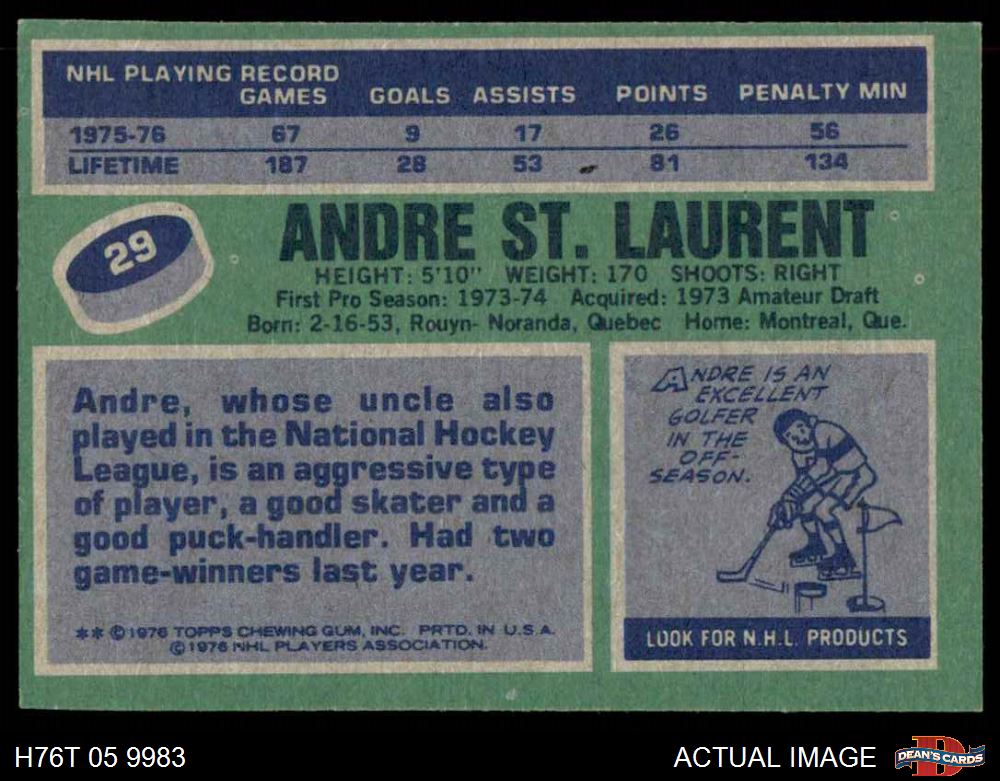 NHL PLAYING RECORD
GAMES GOALS ASSISTS POINTS PENALTY MIN
1975-76 67 9 17 26 56
LIFETIME 187 28 53 81 134
29
ANDRE ST. LAURENT
HEIGHT: 5'10" WEIGHT: 170 SHOOTS: RIGHT
First Pro Season: 1973-74 Acquired: 1973 Amateur Draft
Born: 2-16-53, Rouyn- Noranda, Quebec Home: Montreal, Que.
Andre, whose uncle also
played in the National Hockey
League, is an aggressive type
of player, a good skater and a
good puck-handler. Had two
game-winners last year.
** ©1976 TOPPS CHEWING GUM, INC. PRTD. IN U.S.A.
©1976 NHL PLAYERS ASSOCIATION.
ANDRE IS AN
EXCELLENT
GOLFER
IN THE
OFF-
SEASON.
LOOK FOR N.H.L. PRODUCTS
H76T 05 9983
ACTUAL IMAGE
D
DEAN'S CARDS